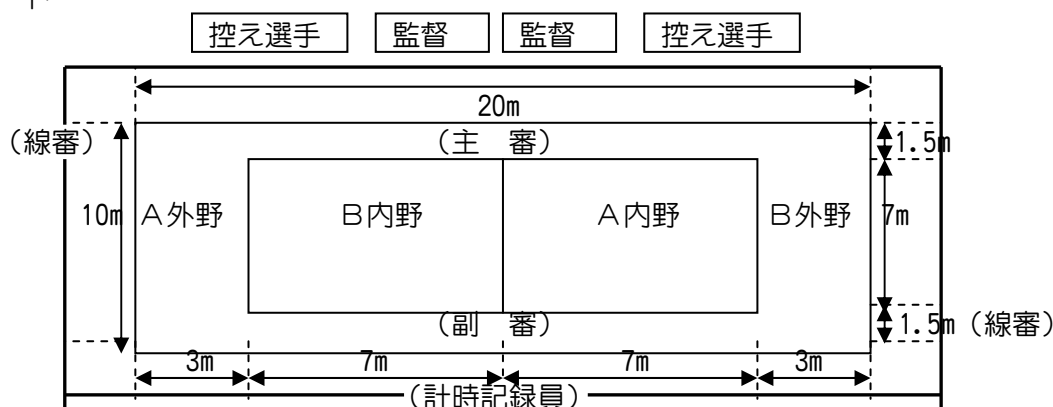 控え選手 監督 監督 控え選手
20m
（線審） （主　審） 1.5m
10m Ａ外野 Ｂ内野 Ａ内野 Ｂ外野 7m
（副　審） 1.5m（線審）
3m 7m 7m 3m
（計時記録員）